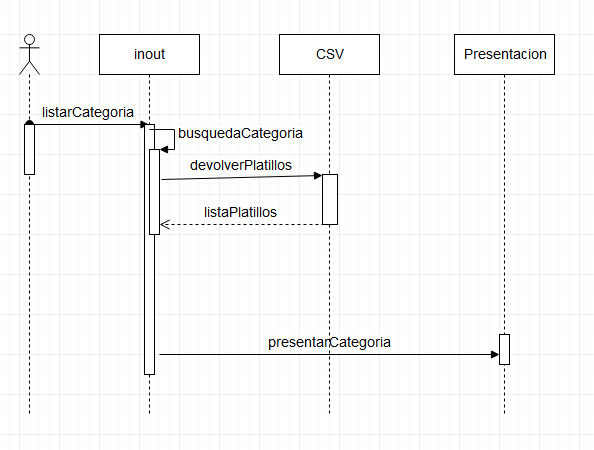 inout
CSV
Presentacion
listarCategoria
busquedaCategoria
devolverPlatillos
listaPlatillos
presentarCategoria